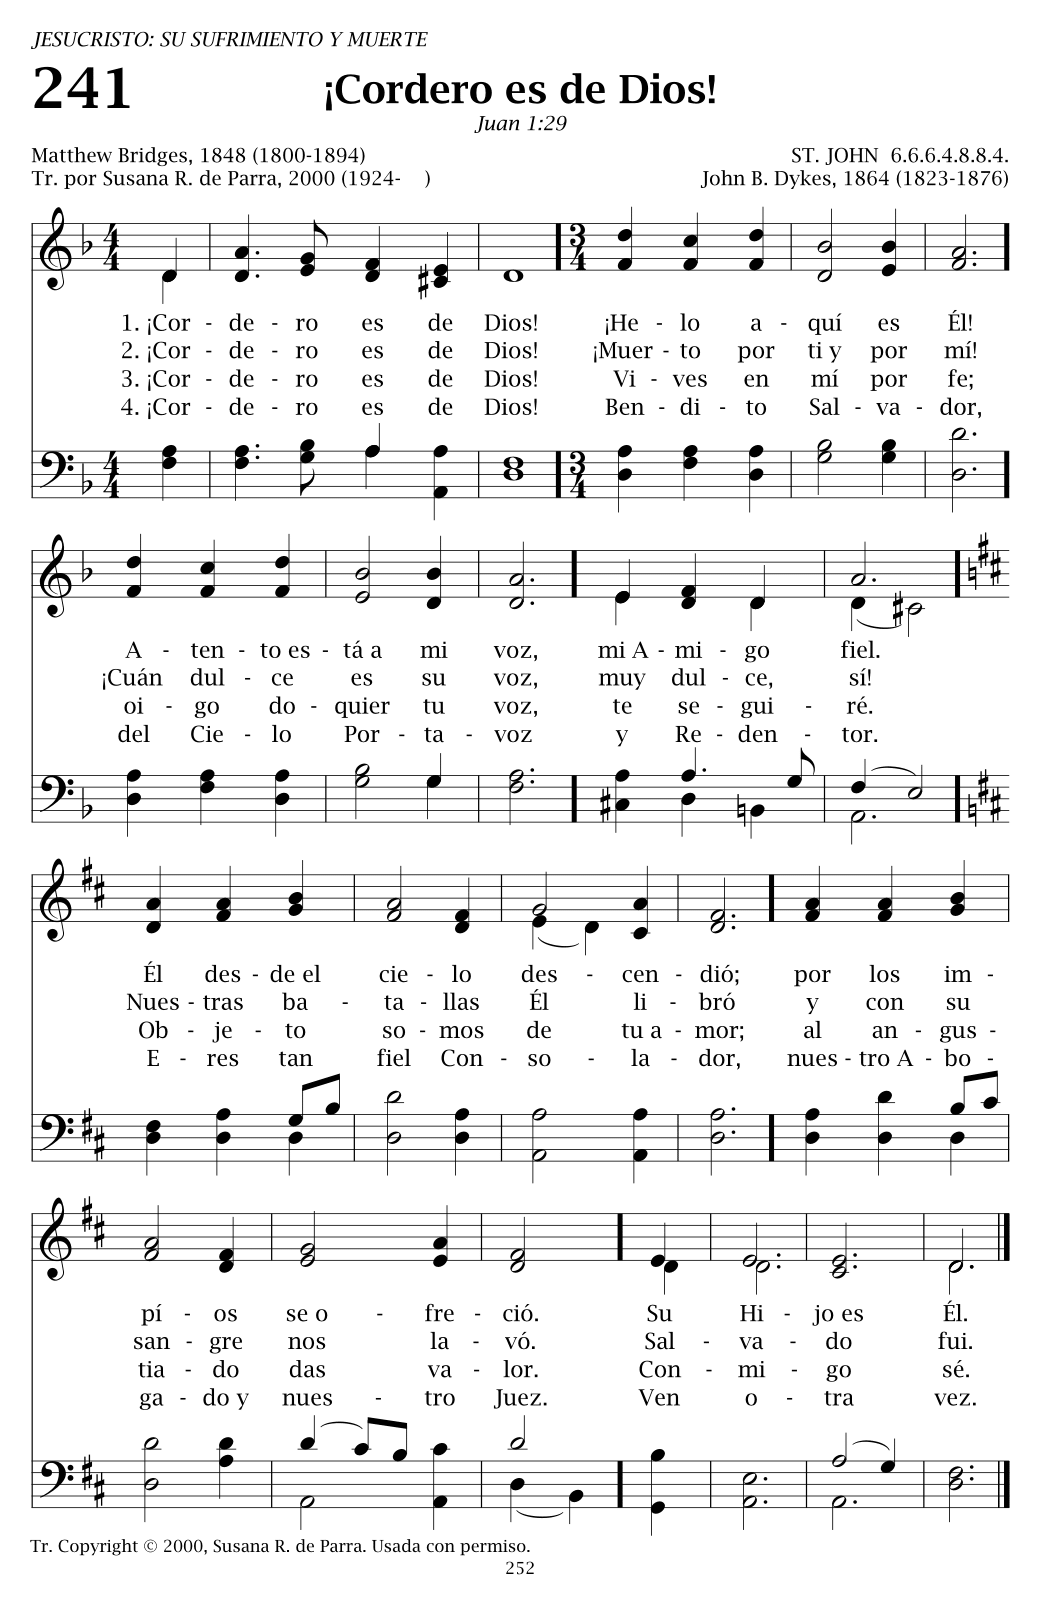 JESUCRISTO: SU SUFRIMIENTO Y MUERTE
241
¡Cordero es de Dios!
Juan 1:29
Matthew Bridges, 1848 (1800-1894)
ST. JOHN 6.6.6.4.8.8.4.
Tr. por Susana R. de Parra, 2000 (1924- )
John B. Dykes, 1864 (1823-1876)
1. ¡Cor - de - ro es de Dios! ¡He - lo a - quí es Él!
2. ¡Cor - de - ro es de Dios! ¡Muer - to por ti y por mí!
3. ¡Cor - de - ro es de Dios! Vi - ves en mí por fe;
4. ¡Cor - de - ro es de Dios! Ben - di - to Sal - va - dor,
A - ten - to es - tá a mi voz, mi A - mi - go fiel.
¡Cuán dul - ce es su voz, muy dul - ce, sí!
oi - go do - quier tu voz, te se - gui - ré.
del Cie - lo Por - ta - voz y Re - den - tor.
Él des - de el cie - lo des - cen - dió; por los im -
Nues - tras ba - ta - llas Él li - bró y con su
Ob - je - to so - mos de tu a - mor; al an - gus -
E - res tan fiel Con - so - la - dor, nues - tro A - bo -
pí - os se o - fre - ció. Su Hi - jo es Él.
san - gre nos la - vó. Sal - va - do fui.
tia - do das va - lor. Con - mi - go sé.
ga - do y nues - tro Juez. Ven o - tra vez.
Tr. Copyright © 2000, Susana R. de Parra. Usada con permiso.
252